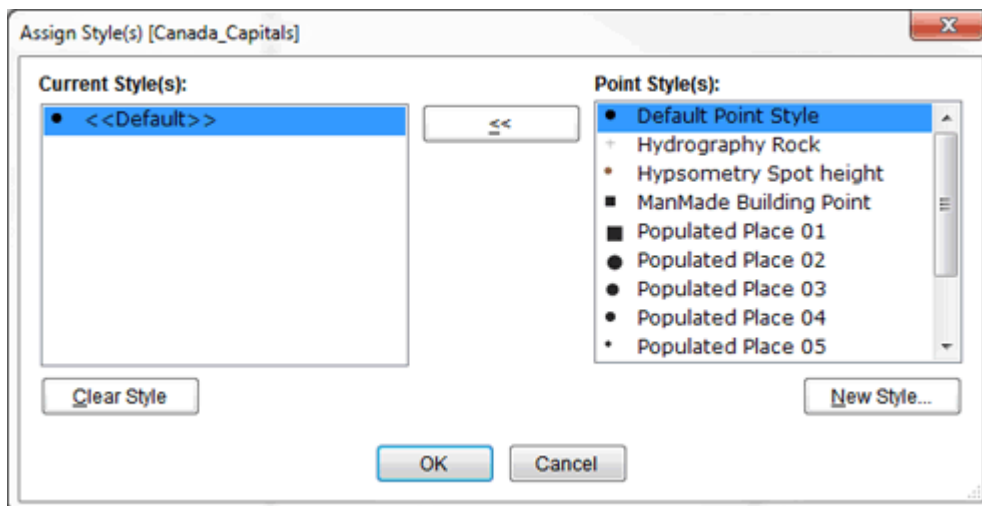 Assign Style(s) [Canada_Capitals]
x
Current Style(s):
<<Default>>
<<
Point Style(s):
Default Point Style
Hydrography Rock
Hypsometry Spot height
ManMade Building Point
Populated Place 01
Populated Place 02
Populated Place 03
Populated Place 04
Populated Place 05
Clear Style
New Style...
OK
Cancel